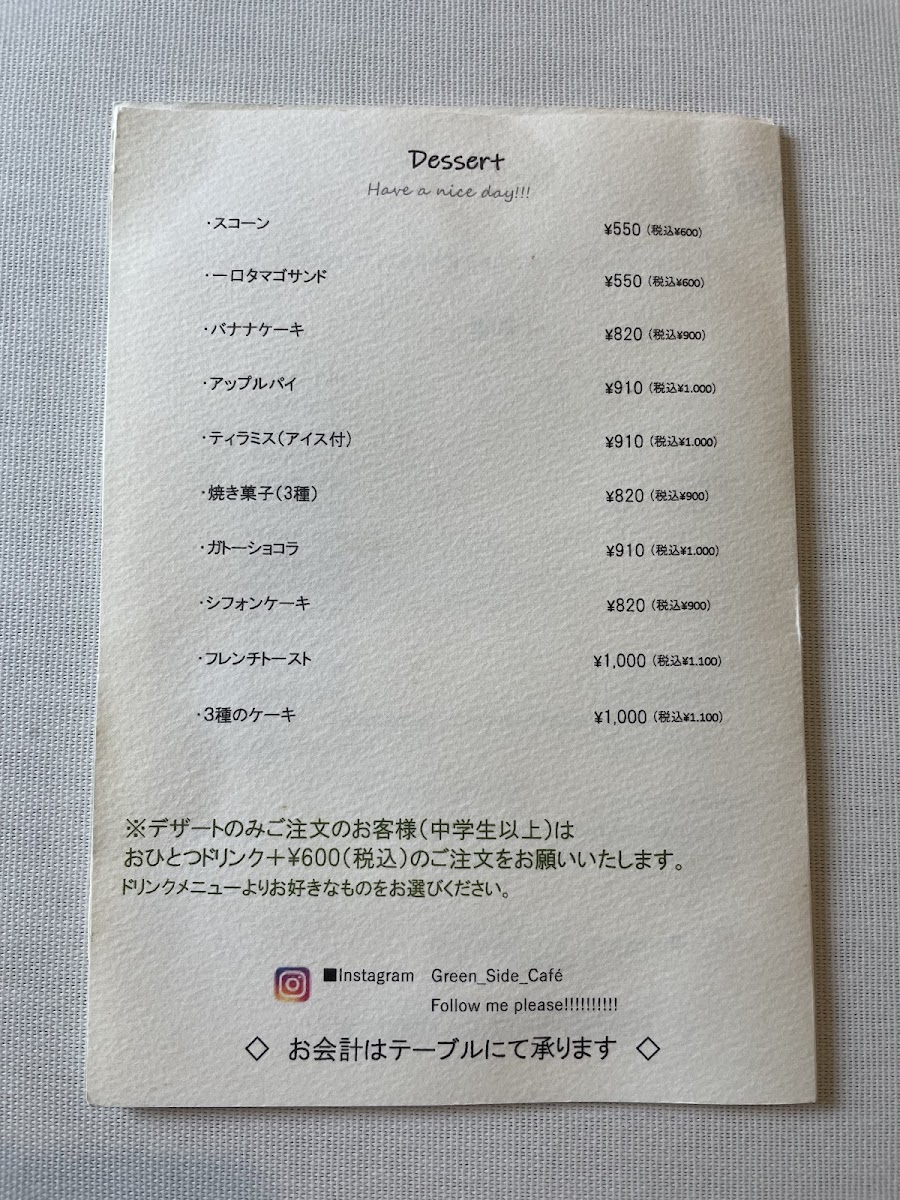 Dessert
Have a nice day!!!
・スコーン ¥550（税込¥600）
・一口タマゴサンド ¥550（税込¥600）
・バナナケーキ ¥820（税込¥900）
・アップルパイ ¥910（税込¥1.000）
・ティラミス（アイス付） ¥910（税込¥1.000）
・焼き菓子（3種） ¥820（税込¥900）
・ガトーショコラ ¥910（税込¥1.000）
・シフォンケーキ ¥820（税込¥900）
・フレンチトースト ¥1,000（税込¥1.100）
・3種のケーキ ¥1,000（税込¥1.100）
※デザートのみご注文のお客様（中学生以上）は
おひとつドリンク＋¥600（税込）のご注文をお願いいたします。
ドリンクメニューよりお好きなものをお選びください。
■Instagram Green_Side_Café
Follow me please!!!!!!!!!!
◇ お会計はテーブルにて承ります ◇